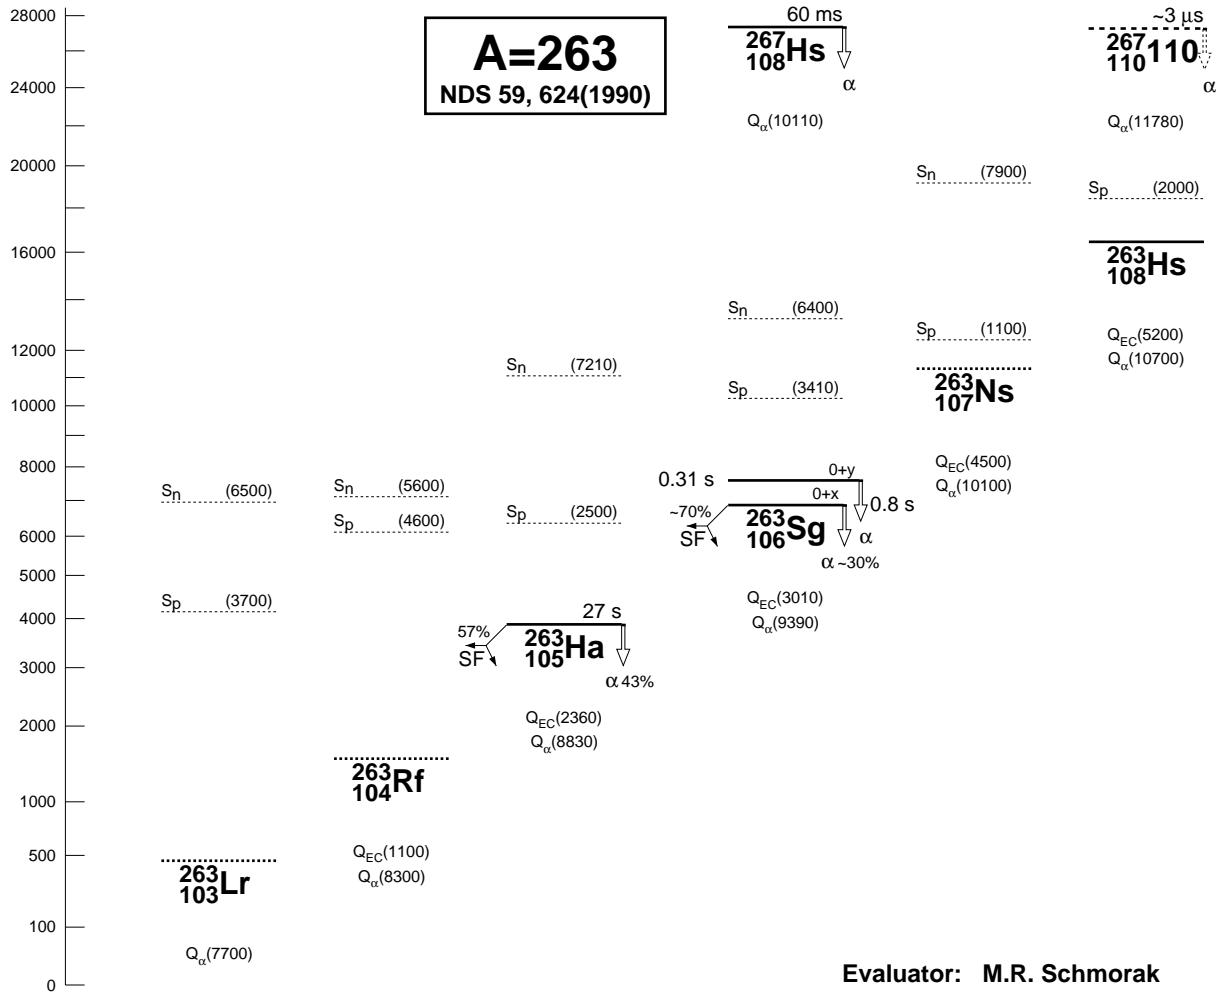 28000
24000
20000
16000
12000
10000
8000
6000
5000
4000
3000
2000
1000
500
100
0
A=263
NDS 59, 624(1990)
60 ms
267
108Hs
α
Qα(10110)
~3 μs
267
110110
α
Qα(11780)
Sn (7900)
Sp (2000)
263
108Hs
QEC(5200)
Qα(10700)
Sn (6400)
Sp (1100)
263
107Ns
QEC(4500)
Qα(10100)
Sn (7210)
Sp (3410)
0.31 s
0+y
0.8 s
α
0+x
~70%
SF
263
106Sg
α ~30%
QEC(3010)
Qα(9390)
Sn (6500)
Sn (5600)
Sp (4600)
Sp (2500)
Sp (3700)
27 s
57%
SF
263
105Ha
α 43%
QEC(2360)
Qα(8830)
263
104Rf
QEC(1100)
Qα(8300)
263
103Lr
Qα(7700)
Evaluator: M.R. Schmorak